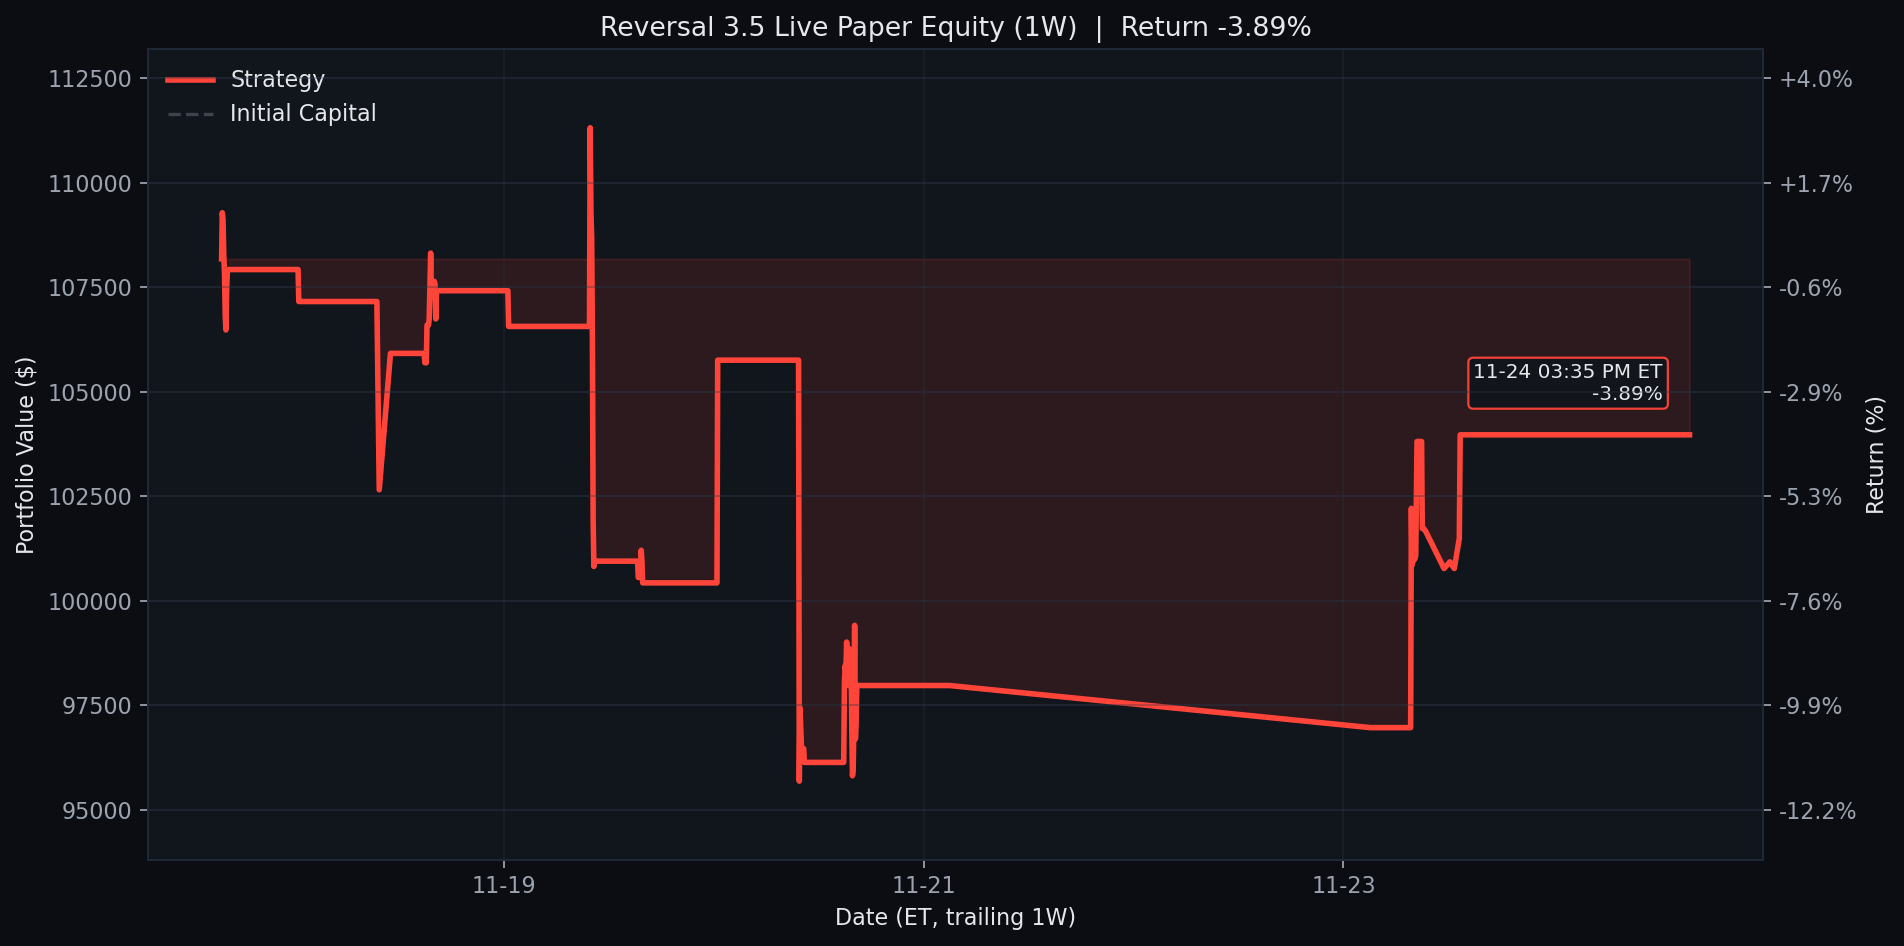 Reversal 3.5 Live Paper Equity (1W)  |  Return -3.89%
Strategy
Initial Capital
112500
110000
107500
105000
102500
100000
97500
95000
Portfolio Value ($)
+4.0%
+1.7%
-0.6%
-2.9%
-5.3%
-7.6%
-9.9%
-12.2%
Return (%)
11-24 03:35 PM ET
-3.89%
11-19
11-21
11-23
Date (ET, trailing 1W)